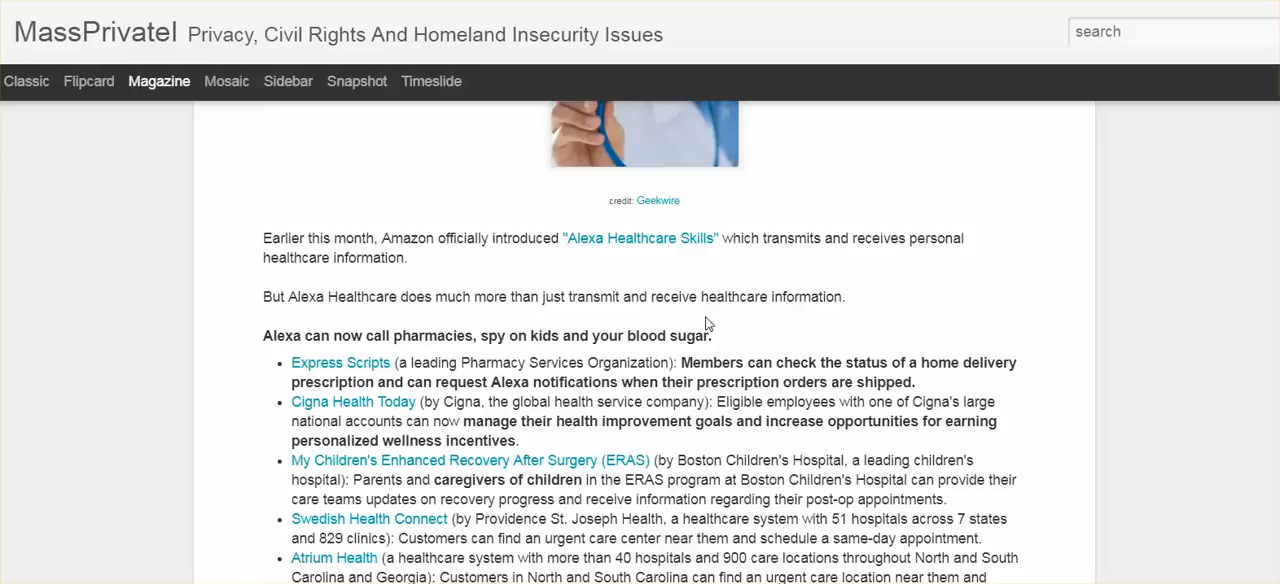 MassPrivateI Privacy, Civil Rights And Homeland Insecurity Issues
search
Classic Flipcard Magazine Mosaic Sidebar Snapshot Timeslide
credit: Geekwire
Earlier this month, Amazon officially introduced "Alexa Healthcare Skills" which transmits and receives personal
healthcare information.
But Alexa Healthcare does much more than just transmit and receive healthcare information.
Alexa can now call pharmacies, spy on kids and your blood sugar.
• Express Scripts (a leading Pharmacy Services Organization): Members can check the status of a home delivery
prescription and can request Alexa notifications when their prescription orders are shipped.
• Cigna Health Today (by Cigna, the global health service company): Eligible employees with one of Cigna's large
national accounts can now manage their health improvement goals and increase opportunities for earning
personalized wellness incentives.
• My Children's Enhanced Recovery After Surgery (ERAS) (by Boston Children's Hospital, a leading children's
hospital): Parents and caregivers of children in the ERAS program at Boston Children's Hospital can provide their
care teams updates on recovery progress and receive information regarding their post-op appointments.
• Swedish Health Connect (by Providence St. Joseph Health, a healthcare system with 51 hospitals across 7 states
and 829 clinics): Customers can find an urgent care center near them and schedule a same-day appointment.
• Atrium Health (a healthcare system with more than 40 hospitals and 900 care locations throughout North and South
Carolina and Georgia): Customers in North and South Carolina can find an urgent care location near them and